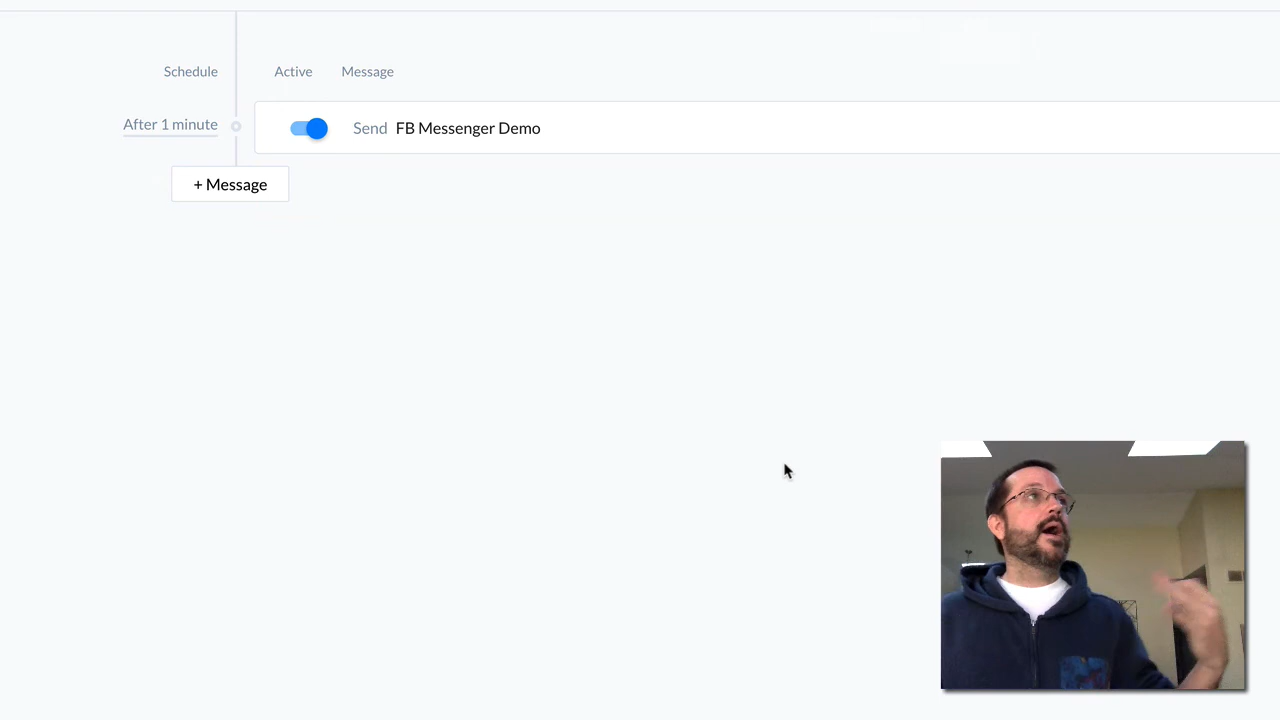 Schedule Active Message
After 1 minute Send FB Messenger Demo
+ Message